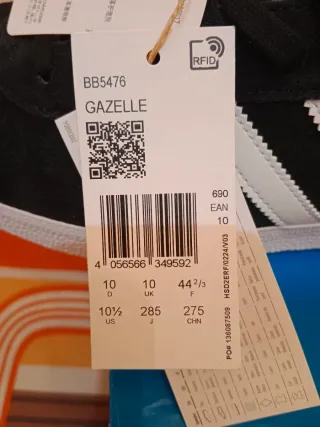 RFID
BB5476
GAZELLE
690
EAN
10
4 056566 349592
10 10 44 2/3
D UK F
10½ 285 275
US J CHN
HSD2ERF/0224/V03
PO# 136087509